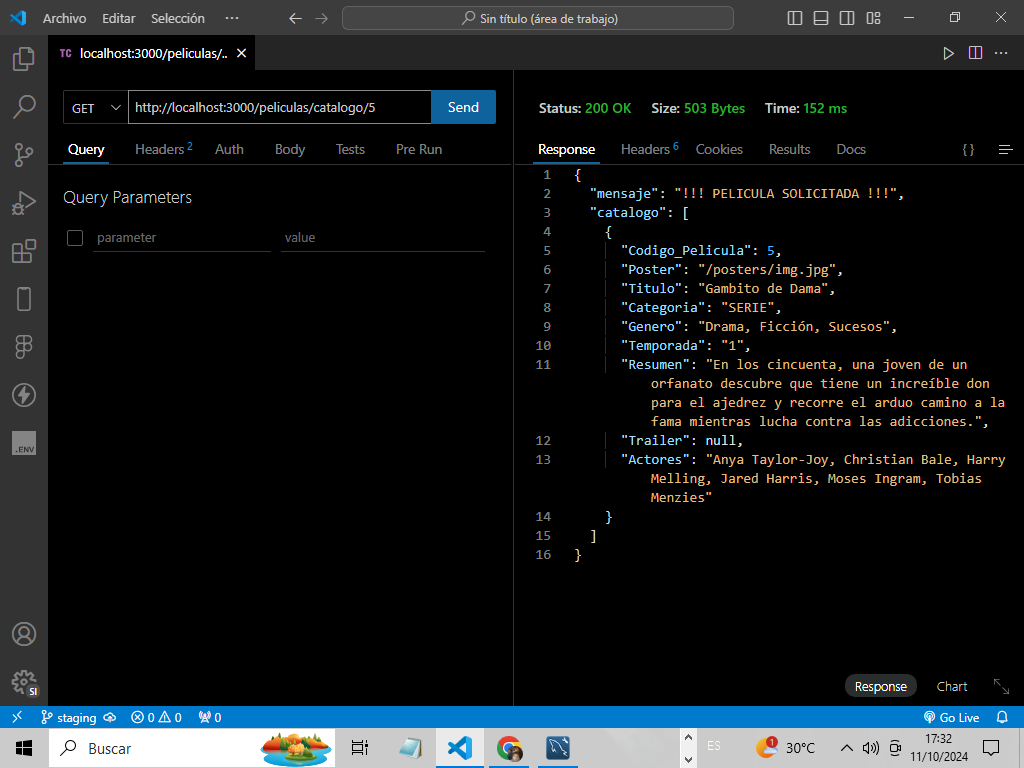 Archivo Editar Selección ··· Sin título (área de trabajo)
TC localhost:3000/peliculas/..
GET http://localhost:3000/peliculas/catalogo/5 Send
Query Headers 2 Auth Body Tests Pre Run
Query Parameters
parameter value
Status: 200 OK Size: 503 Bytes Time: 152 ms
Response Headers 6 Cookies Results Docs { }
1 {
2 "mensaje": "!!! PELICULA SOLICITADA !!!",
3 "catalogo": [
4 {
5 "Codigo_Pelicula": 5,
6 "Poster": "/posters/img.jpg",
7 "Titulo": "Gambito de Dama",
8 "Categoria": "SERIE",
9 "Genero": "Drama, Ficción, Sucesos",
10 "Temporada": "1",
11 "Resumen": "En los cincuenta, una joven de un
orfanato descubre que tiene un increíble don
para el ajedrez y recorre el arduo camino a la
fama mientras lucha contra las adicciones.",
12 "Trailer": null,
13 "Actores": "Anya Taylor-Joy, Christian Bale, Harry
Melling, Jared Harris, Moses Ingram, Tobias
Menzies"
14 }
15 ]
16 }
Response Chart
.ENV
SI
staging 0 0 0 Go Live
Buscar ES 1 30°C 17:32
11/10/2024